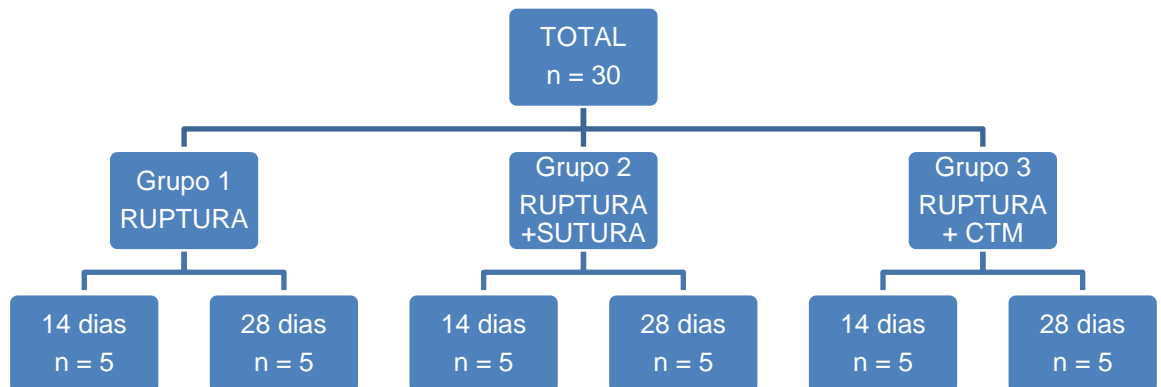 TOTAL
n = 30
Grupo 1
RUPTURA
Grupo 2
RUPTURA
+SUTURA
Grupo 3
RUPTURA
+ CTM
14 dias
n = 5
28 dias
n = 5
14 dias
n = 5
28 dias
n = 5
14 dias
n = 5
28 dias
n = 5